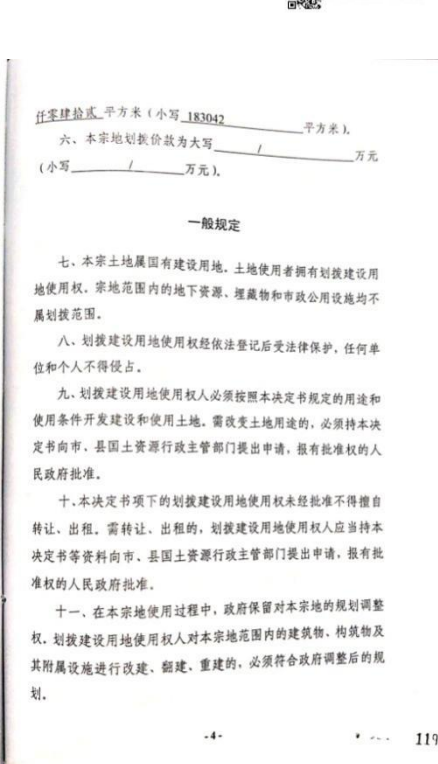 仟零肆拾贰 平方米（小写 183042 平方米）。
六、本宗地划拨价款为大写 / 万元
（小写 / 万元）。
一般规定
七、本宗土地属国有建设用地。土地使用者拥有划拨建设用
地使用权。宗地范围内的地下资源、埋藏物和市政公用设施均不
属划拨范围。
八、划拨建设用地使用权经依法登记后受法律保护，任何单
位和个人不得侵占。
九、划拨建设用地使用权人必须按照本决定书规定的用途和
使用条件开发建设和使用土地。需改变土地用途的，必须持本决
定书向市、县国土资源行政主管部门提出申请，报有批准权的人
民政府批准。
十、本决定书项下的划拨建设用地使用权未经批准不得擅自
转让、出租。需转让、出租的，划拨建设用地使用权人应当持本
决定书等资料向市、县国土资源行政主管部门提出申请，报有批
准权的人民政府批准。
十一、在本宗地使用过程中，政府保留对本宗地的规划调整
权。划拨建设用地使用权人对本宗地范围内的建筑物、构筑物及
其附属设施进行改建、翻建、重建的，必须符合政府调整后的规
划。
-4-
119